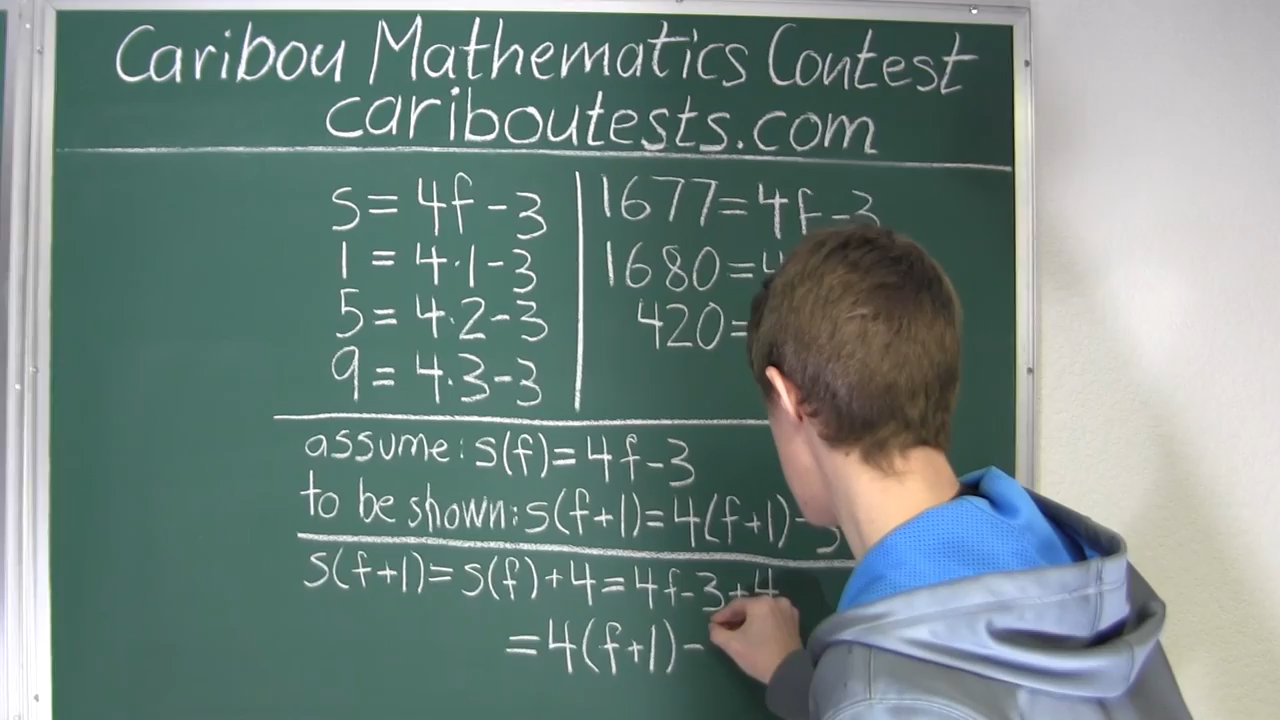 Caribou Mathematics Contest
cariboutests.com
s = 4f - 3
1 = 4·1 - 3
5 = 4·2 - 3
9 = 4·3 - 3
1677 = 4f - 3
1680 = 4
420 =
assume: s(f) = 4f - 3
to be shown: s(f+1) = 4(f+1) - 3
s(f+1) = s(f) + 4 = 4f - 3 + 4
= 4(f+1) -